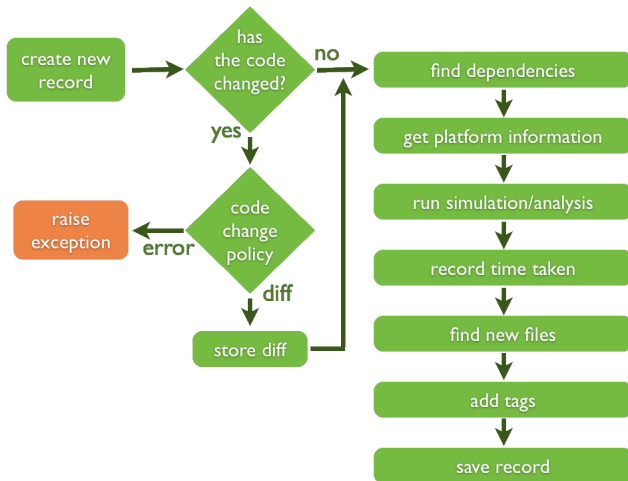 create new
record
has
the code
changed?
no
yes
code
change
policy
error
raise
exception
diff
store diff
find dependencies
get platform information
run simulation/analysis
record time taken
find new files
add tags
save record